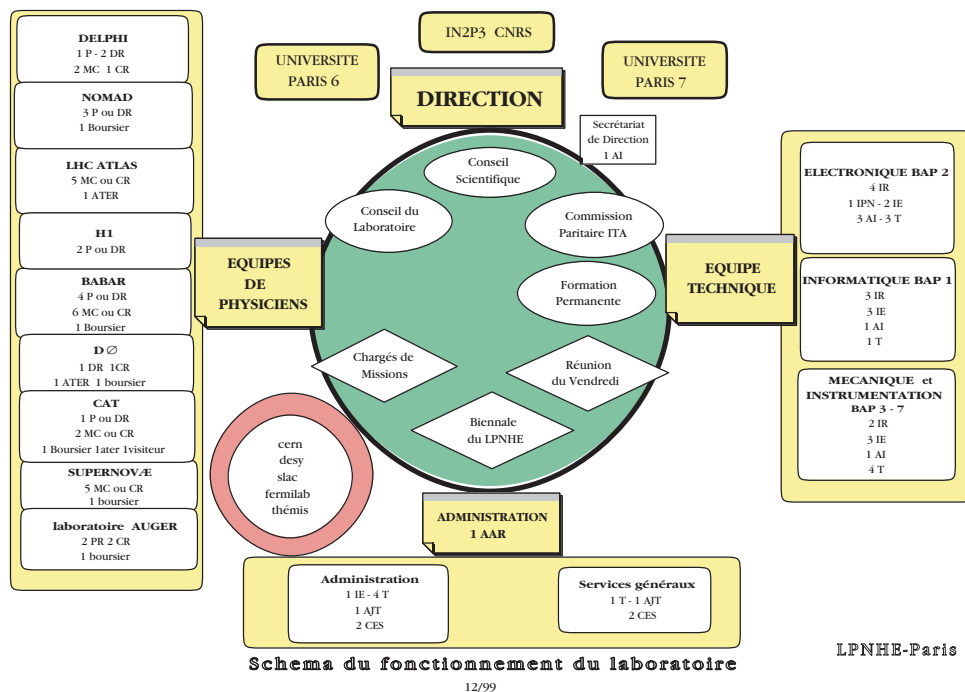 IN2P3 CNRS
UNIVERSITE
PARIS 6
UNIVERSITE
PARIS 7
DIRECTION
Secrétariat
de Direction
1 AI
DELPHI
1 P - 2 DR
2 MC 1 CR
NOMAD
3 P ou DR
1 Boursier
LHC ATLAS
5 MC ou CR
1 ATER
H1
2 P ou DR
BABAR
4 P ou DR
6 MC ou CR
1 Boursier
D∅
1 DR 1CR
1 ATER 1 boursier
CAT
1 P ou DR
2 MC ou CR
1 Boursier 1ater 1visiteur
SUPERNOVÆ
5 MC ou CR
1 boursier
laboratoire AUGER
2 PR 2 CR
1 boursier
EQUIPES
DE
PHYSICIENS
Conseil
Scientifique
Conseil du
Laboratoire
Commission
Paritaire ITA
Formation
Permanente
Chargés de
Missions
Réunion
du Vendredi
Biennale
du LPNHE
cern
desy
slac
fermilab
thémis
EQUIPE
TECHNIQUE
ELECTRONIQUE BAP 2
4 IR
1 IPN - 2 IE
3 AI - 3 T
INFORMATIQUE BAP 1
3 IR
3 IE
1 AI
1 T
MECANIQUE et
INSTRUMENTATION
BAP 3 - 7
2 IR
3 IE
1 AI
4 T
ADMINISTRATION
1 AAR
Administration
1 IE - 4 T
1 AJT
2 CES
Services généraux
1 T - 1 AJT
2 CES
Schema du fonctionnement du laboratoire
LPNHE-Paris
12/99